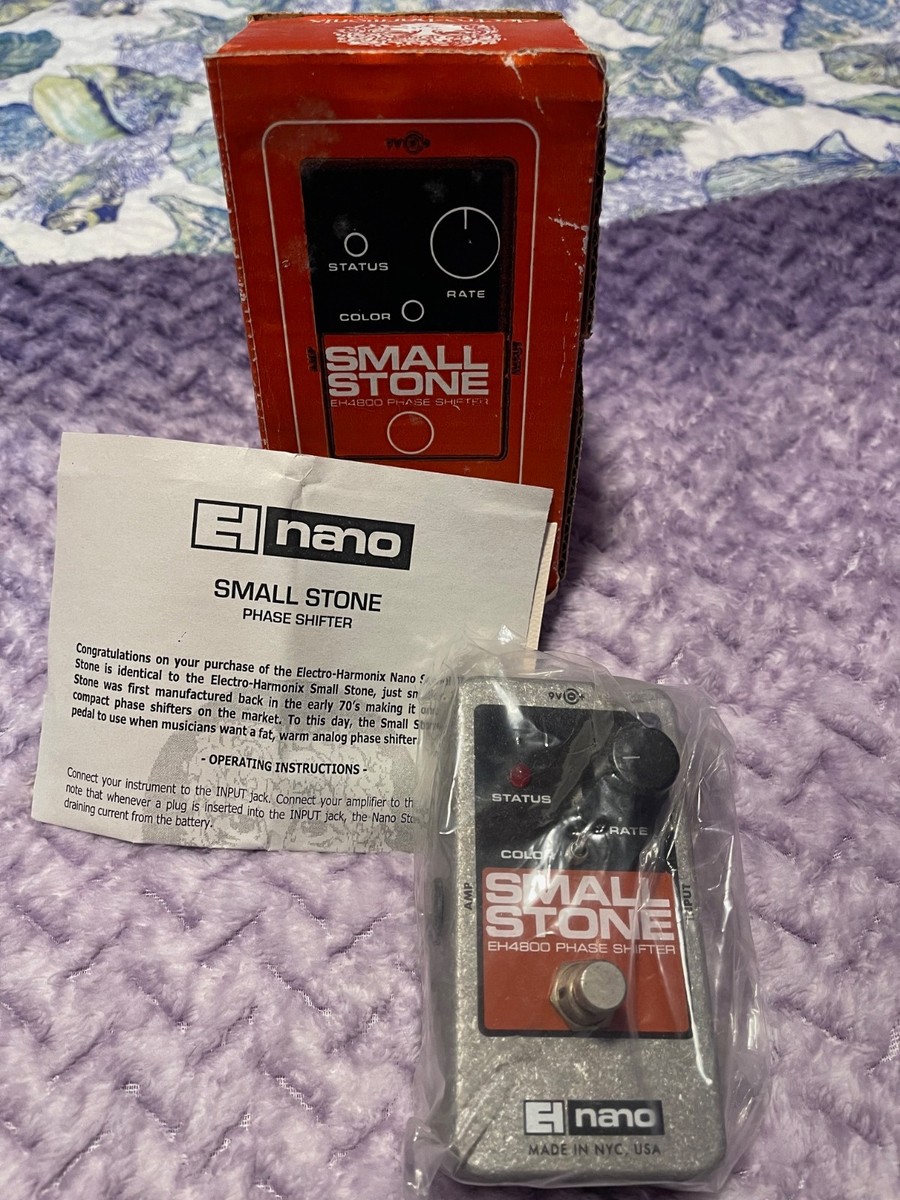 STATUS
RATE
COLOR
SMALL
STONE
EH4800 PHASE SHIFTER
EH nano
SMALL STONE
PHASE SHIFTER
Congratulations on your purchase of the Electro-Harmonix Nano
Stone is identical to the Electro-Harmonix Small Stone, just
Stone was first manufactured back in the early 70's making it
compact phase shifters on the market. To this day, the Small
pedal to use when musicians want a fat, warm analog phase shifter
- OPERATING INSTRUCTIONS -
Connect your instrument to the INPUT jack. Connect your amplifier to
note that whenever a plug is inserted into the INPUT jack, the Nano
draining current from the battery.
9V
STATUS
RATE
COLOR
AMP
SMALL
STONE
EH4800 PHASE SHIFTER
EH nano
MADE IN NYC, USA